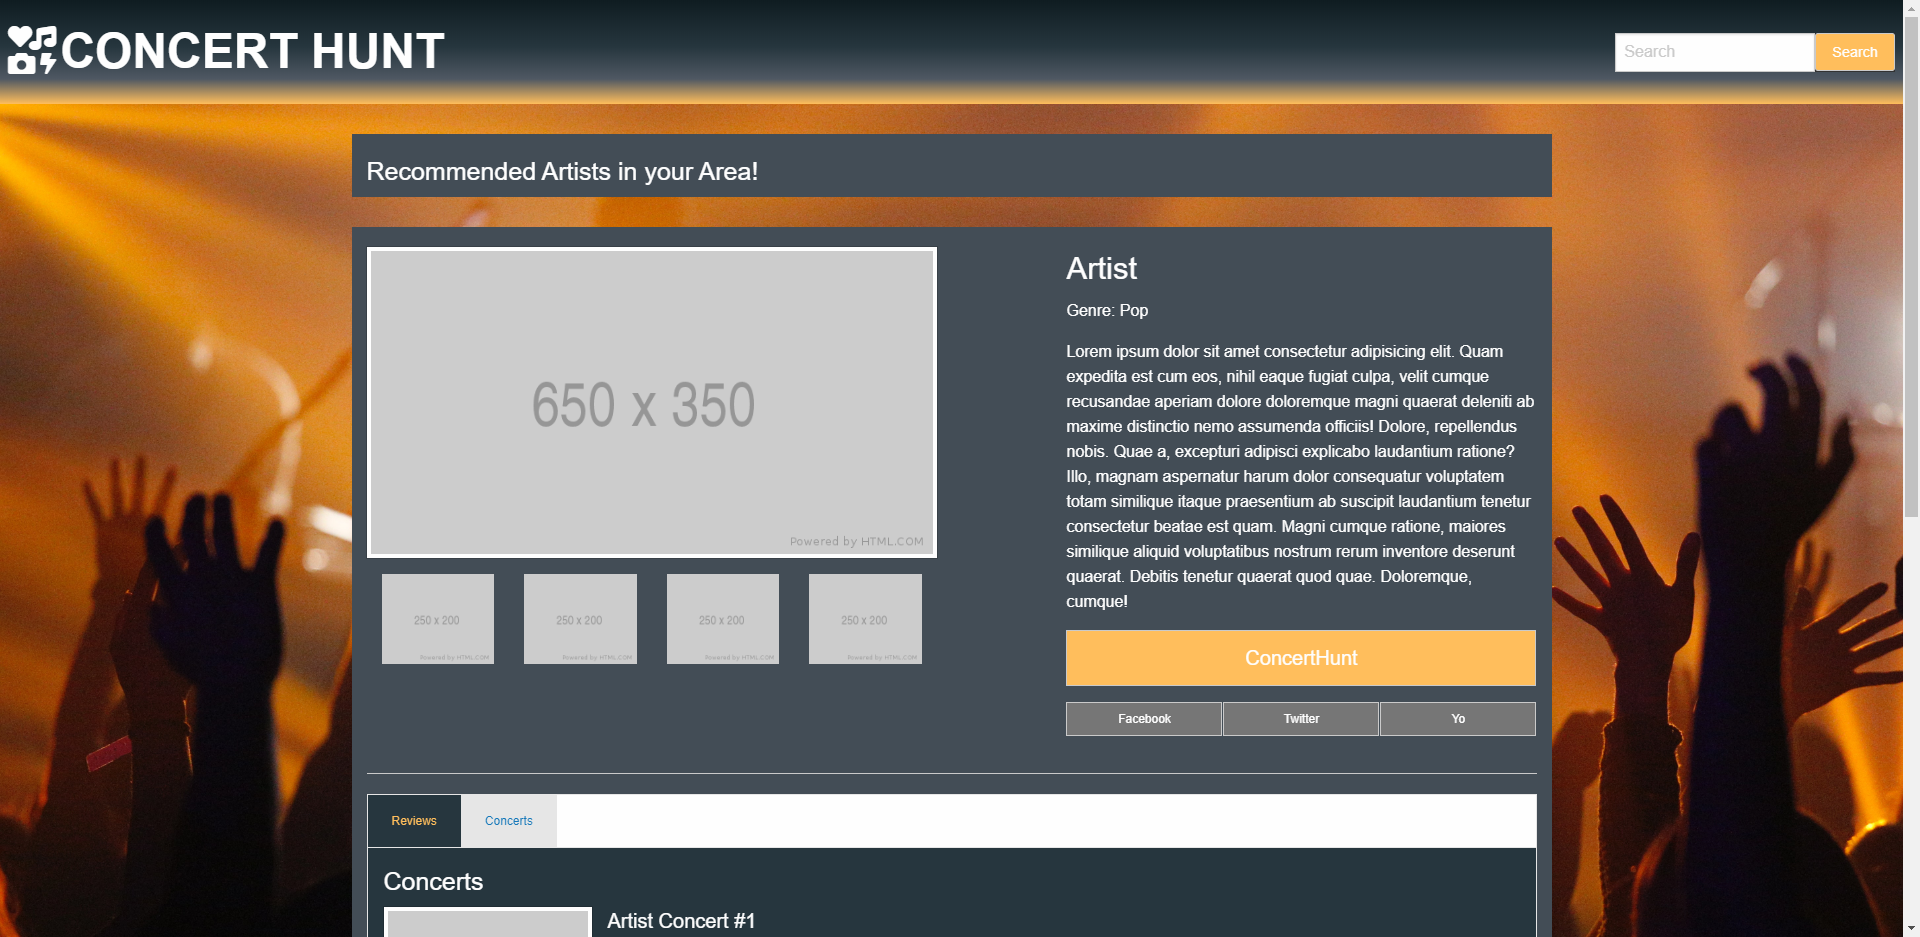 CONCERT HUNT
Search
Search
Recommended Artists in your Area!
650 x 350
Powered by HTML.COM
250 x 200
Powered by HTML.COM
250 x 200
Powered by HTML.COM
250 x 200
Powered by HTML.COM
250 x 200
Powered by HTML.COM
Artist
Genre: Pop
Lorem ipsum dolor sit amet consectetur adipisicing elit. Quam
expedita est cum eos, nihil eaque fugiat culpa, velit cumque
recusandae aperiam dolore doloremque magni quaerat deleniti ab
maxime distinctio nemo assumenda officiis! Dolore, repellendus
nobis. Quae a, excepturi adipisci explicabo laudantium ratione?
Illo, magnam aspernatur harum dolor consequatur voluptatem
totam similique itaque praesentium ab suscipit laudantium tenetur
consectetur beatae est quam. Magni cumque ratione, maiores
similique aliquid voluptatibus nostrum rerum inventore deserunt
quaerat. Debitis tenetur quaerat quod quae. Doloremque,
cumque!
ConcertHunt
Facebook
Twitter
Yo
Reviews
Concerts
Concerts
Artist Concert #1